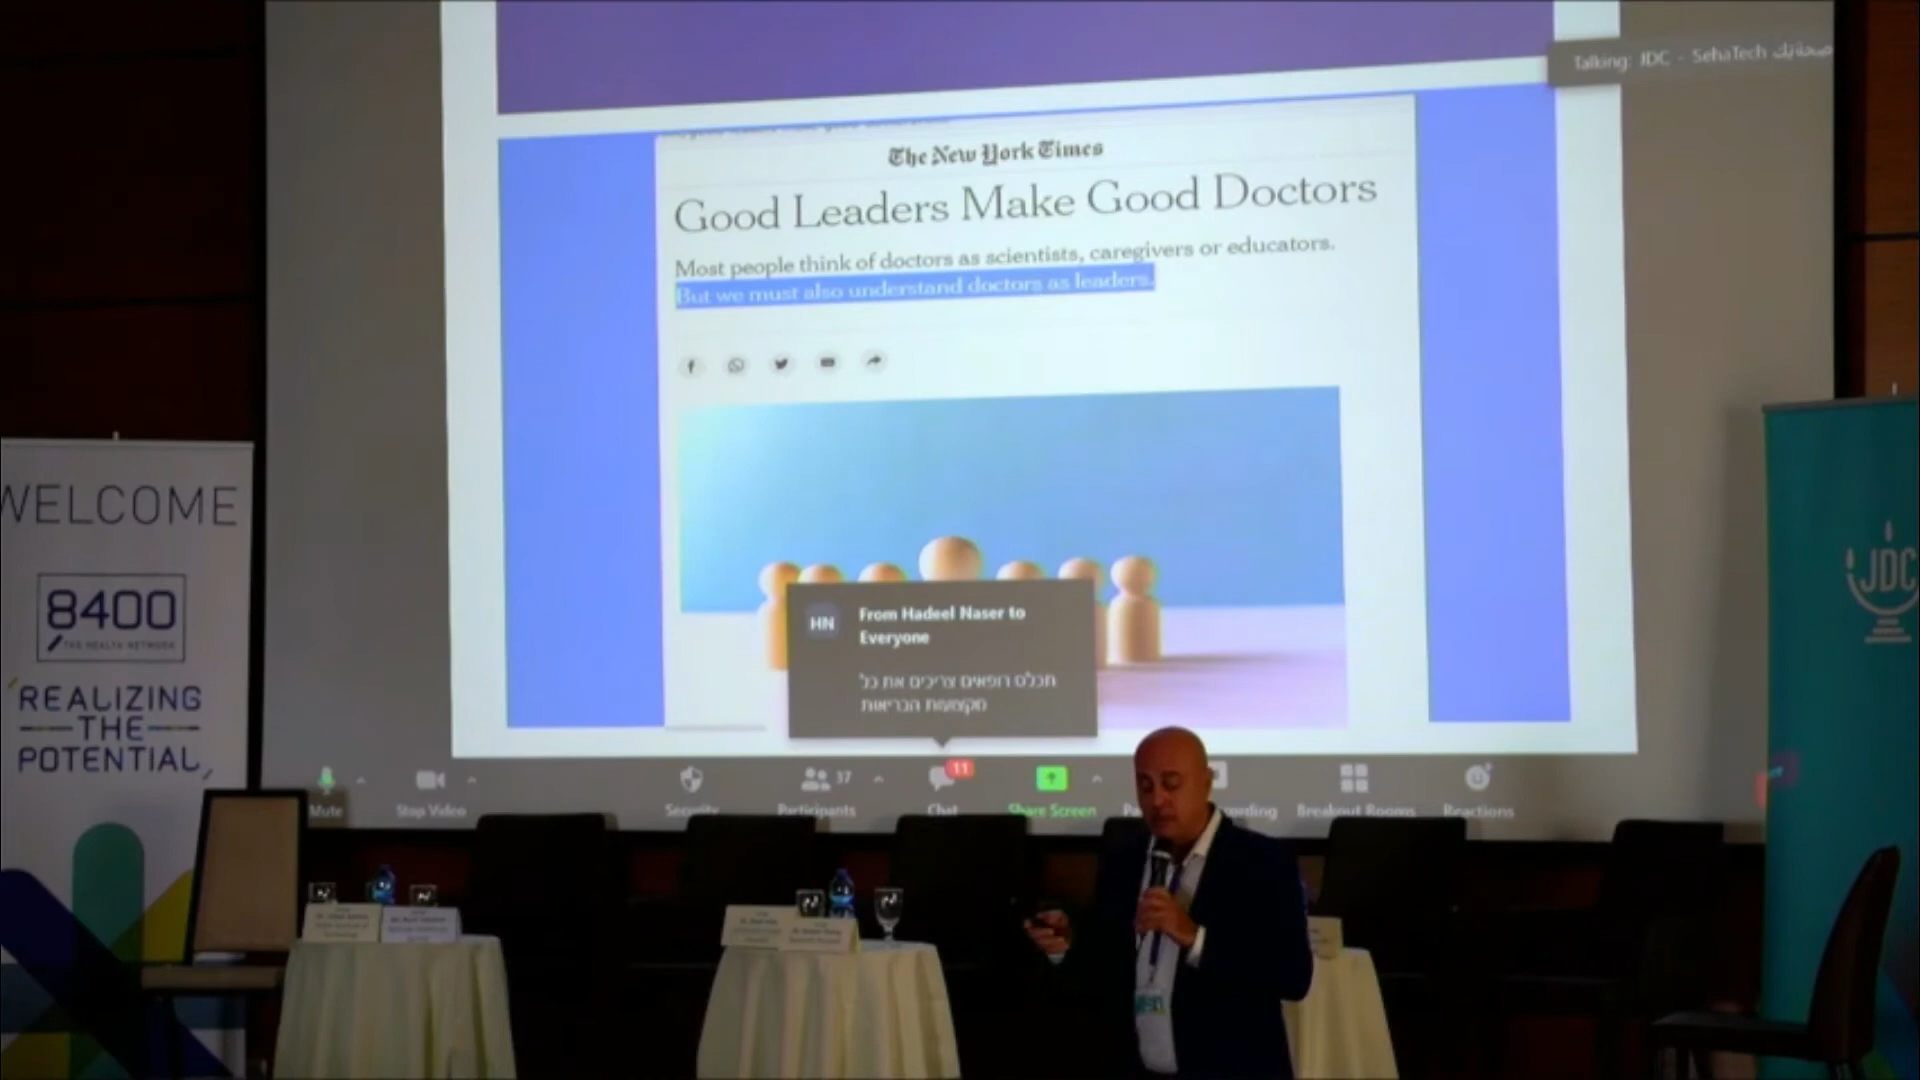 Talking: JDC - SehaTech صحتيك
The New York Times
Good Leaders Make Good Doctors
Most people think of doctors as scientists, caregivers or educators.
But we must also understand doctors as leaders.
HN
From Hadeel Naser to
Everyone
תכלס רופאים צריכים את כל
מקצועות הבריאות
Mute
Stop Video
Security
Participants
37
Chat
11
Share Screen
Breakout Rooms
Reactions
WELCOME
8400
THE HEALTH NETWORK
REALIZING
THE
POTENTIAL
JDC